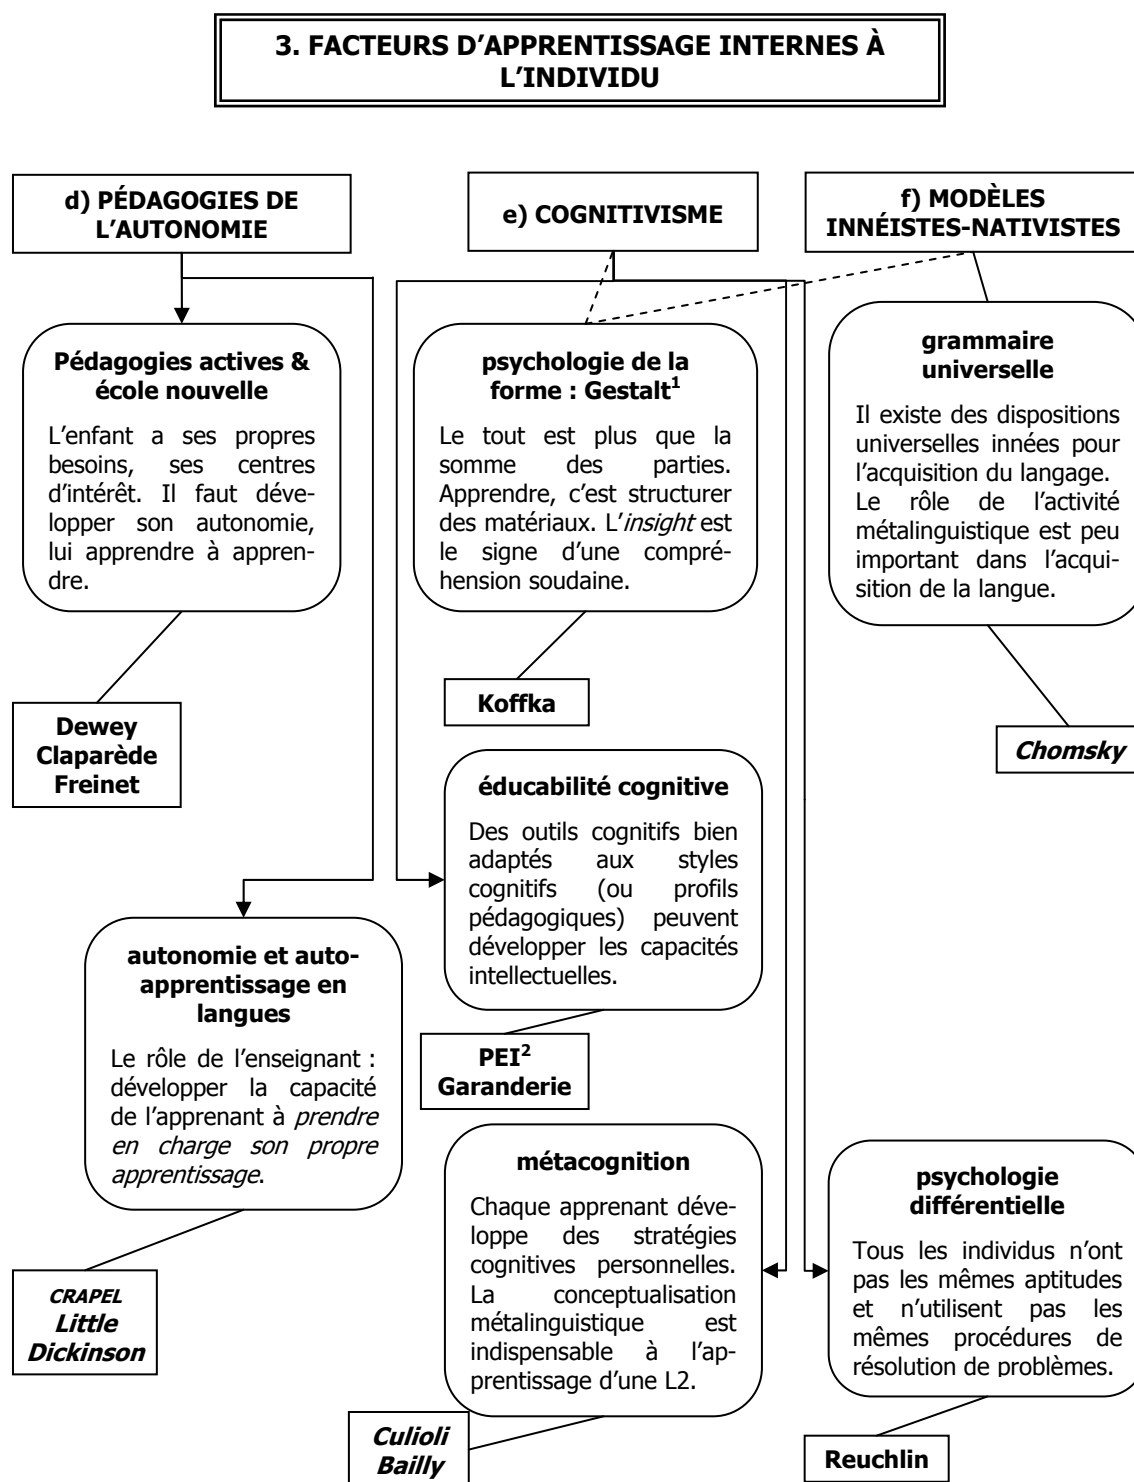 3. FACTEURS D'APPRENTISSAGE INTERNES À
L'INDIVIDU
d) PÉDAGOGIES DE
L'AUTONOMIE
e) COGNITIVISME
f) MODÈLES
INNÉISTES-NATIVISTES
Pédagogies actives &
école nouvelle
L'enfant a ses propres
besoins, ses centres
d'intérêt. Il faut déve-
lopper son autonomie,
lui apprendre à appren-
dre.
psychologie de la
forme : Gestalt¹
Le tout est plus que la
somme des parties.
Apprendre, c'est structurer
des matériaux. L'insight est
le signe d'une compré-
hension soudaine.
grammaire
universelle
Il existe des dispositions
universelles innées pour
l'acquisition du langage.
Le rôle de l'activité
métalinguistique est peu
important dans l'acqui-
sition de la langue.
Dewey
Claparède
Freinet
Koffka
Chomsky
éducabilité cognitive
Des outils cognitifs bien
adaptés aux styles
cognitifs (ou profils
pédagogiques) peuvent
développer les capacités
intellectuelles.
autonomie et auto-
apprentissage en
langues
Le rôle de l'enseignant :
développer la capacité
de l'apprenant à prendre
en charge son propre
apprentissage.
PEI²
Garanderie
métacognition
Chaque apprenant déve-
loppe des stratégies
cognitives personnelles.
La conceptualisation
métalinguistique est
indispensable à l'ap-
prentissage d'une L2.
psychologie
différentielle
Tous les individus n'ont
pas les mêmes aptitudes
et n'utilisent pas les
mêmes procédures de
résolution de problèmes.
CRAPEL
Little
Dickinson
Culioli
Bailly
Reuchlin